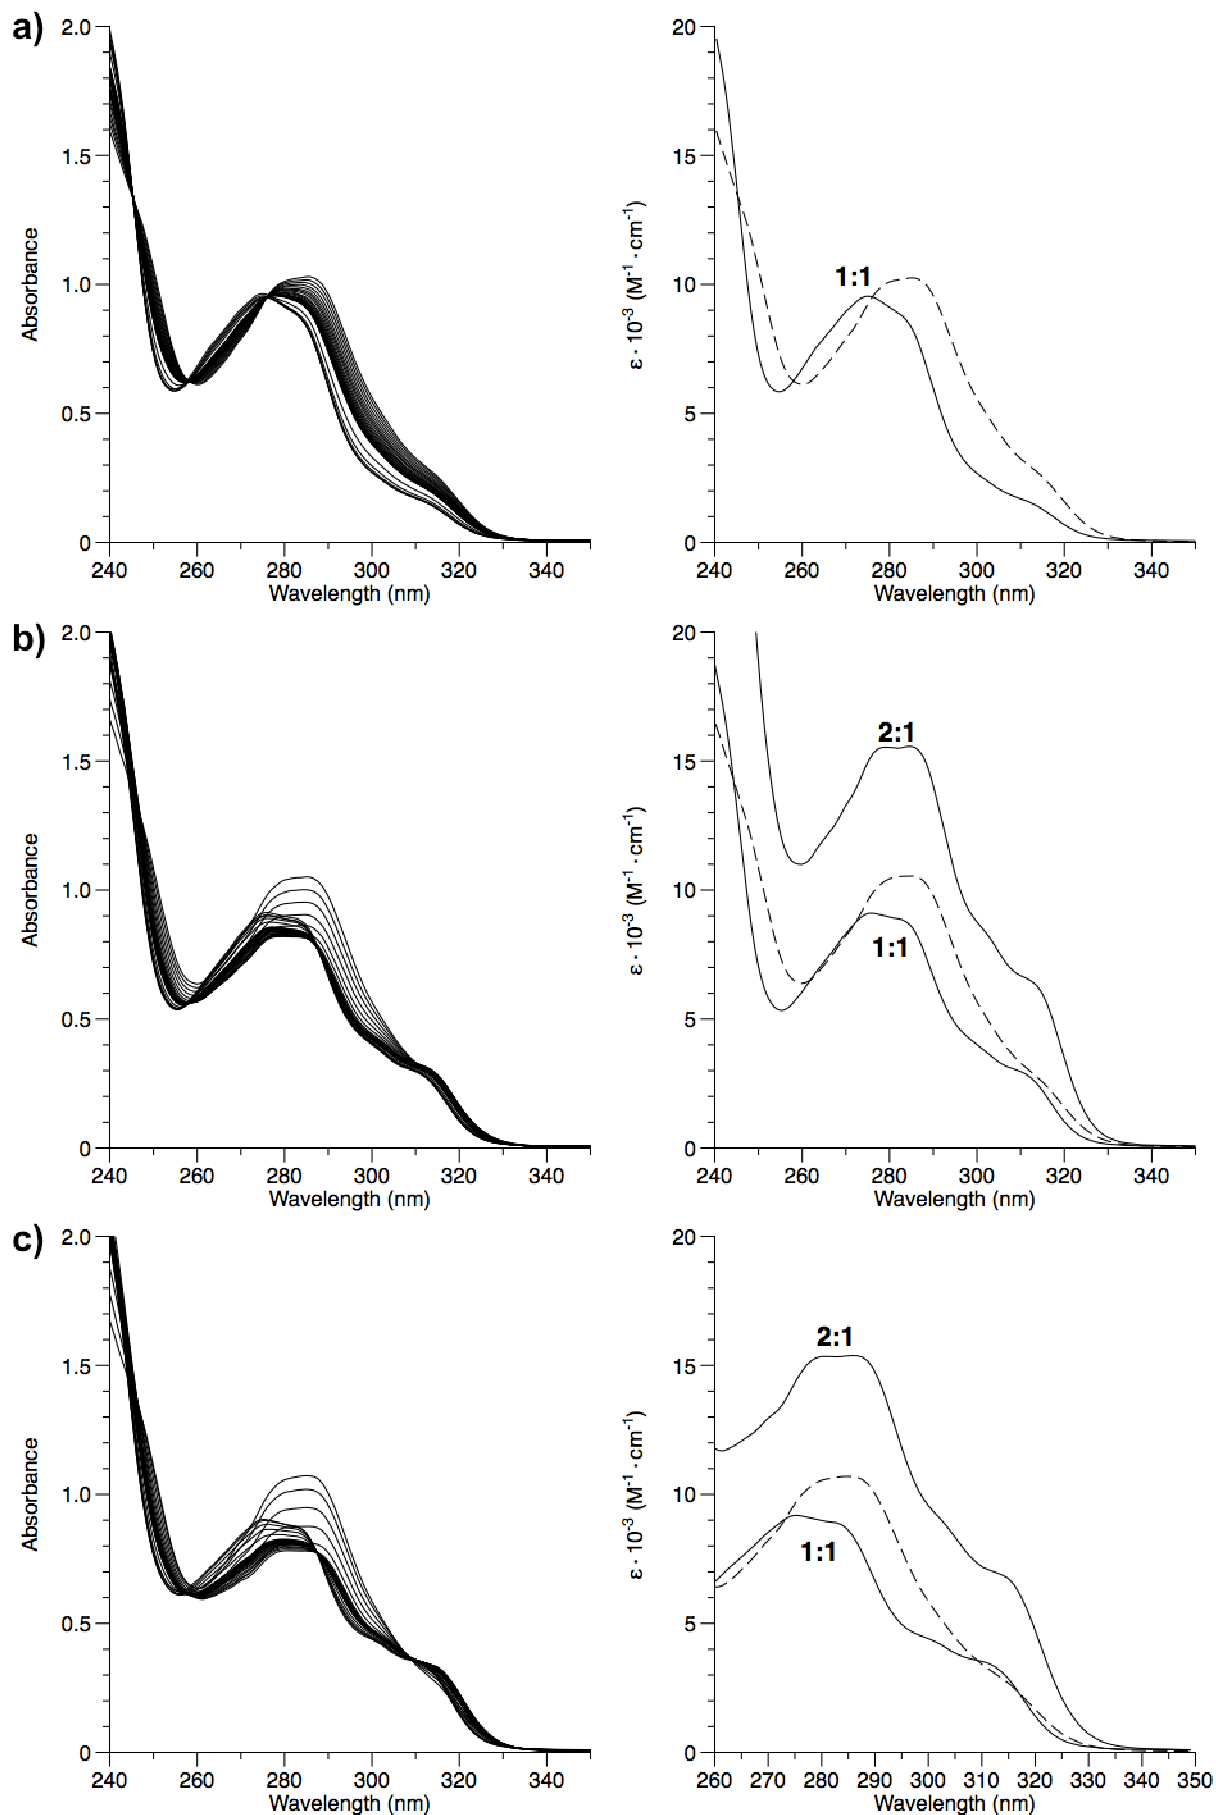 a)
2.0
1.5
1.0
0.5
0
Absorbance
240 260 280 300 320 340
Wavelength (nm)
20
15
10
5
0
ε · 10⁻³ (M⁻¹ · cm⁻¹)
1:1
240 260 280 300 320 340
Wavelength (nm)
b)
2.0
1.5
1.0
0.5
0
Absorbance
240 260 280 300 320 340
Wavelength (nm)
20
15
10
5
0
ε · 10⁻³ (M⁻¹ · cm⁻¹)
2:1
1:1
240 260 280 300 320 340
Wavelength (nm)
c)
2.0
1.5
1.0
0.5
0
Absorbance
240 260 280 300 320 340
Wavelength (nm)
20
15
10
5
0
ε · 10⁻³ (M⁻¹ · cm⁻¹)
2:1
1:1
260 270 280 290 300 310 320 330 340 350
Wavelength (nm)